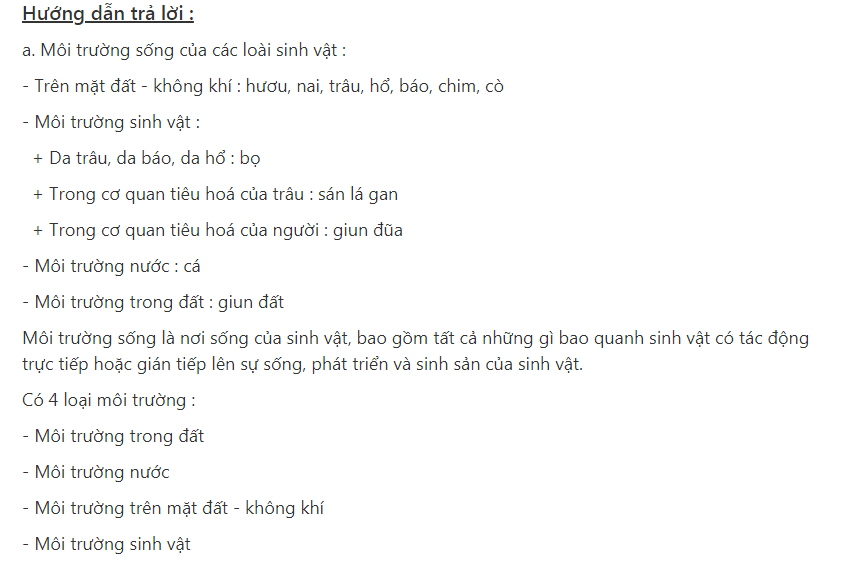 Hướng dẫn trả lời :
a. Môi trường sống của các loài sinh vật :
- Trên mặt đất - không khí : hươu, nai, trâu, hổ, báo, chim, cò
- Môi trường sinh vật :
+ Da trâu, da báo, da hổ : bọ
+ Trong cơ quan tiêu hoá của trâu : sán lá gan
+ Trong cơ quan tiêu hoá của người : giun đũa
- Môi trường nước : cá
- Môi trường trong đất : giun đất
Môi trường sống là nơi sống của sinh vật, bao gồm tất cả những gì bao quanh sinh vật có tác động
trực tiếp hoặc gián tiếp lên sự sống, phát triển và sinh sản của sinh vật.
Có 4 loại môi trường :
- Môi trường trong đất
- Môi trường nước
- Môi trường trên mặt đất - không khí
- Môi trường sinh vật